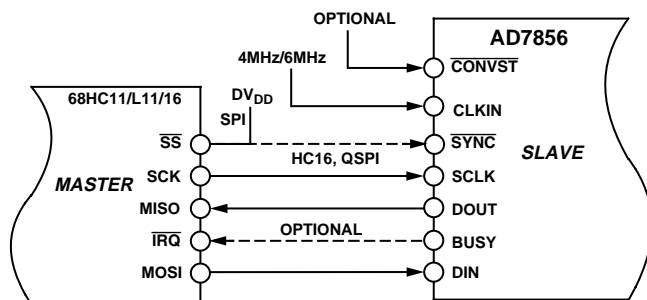 OPTIONAL
AD7856
4MHz/6MHz
CONVST
68HC11/L11/16
DVDD
CLKIN
SPI
SS
SYNC
SLAVE
HC16, QSPI
MASTER
SCK
SCLK
MISO
DOUT
OPTIONAL
IRQ
BUSY
MOSI
DIN